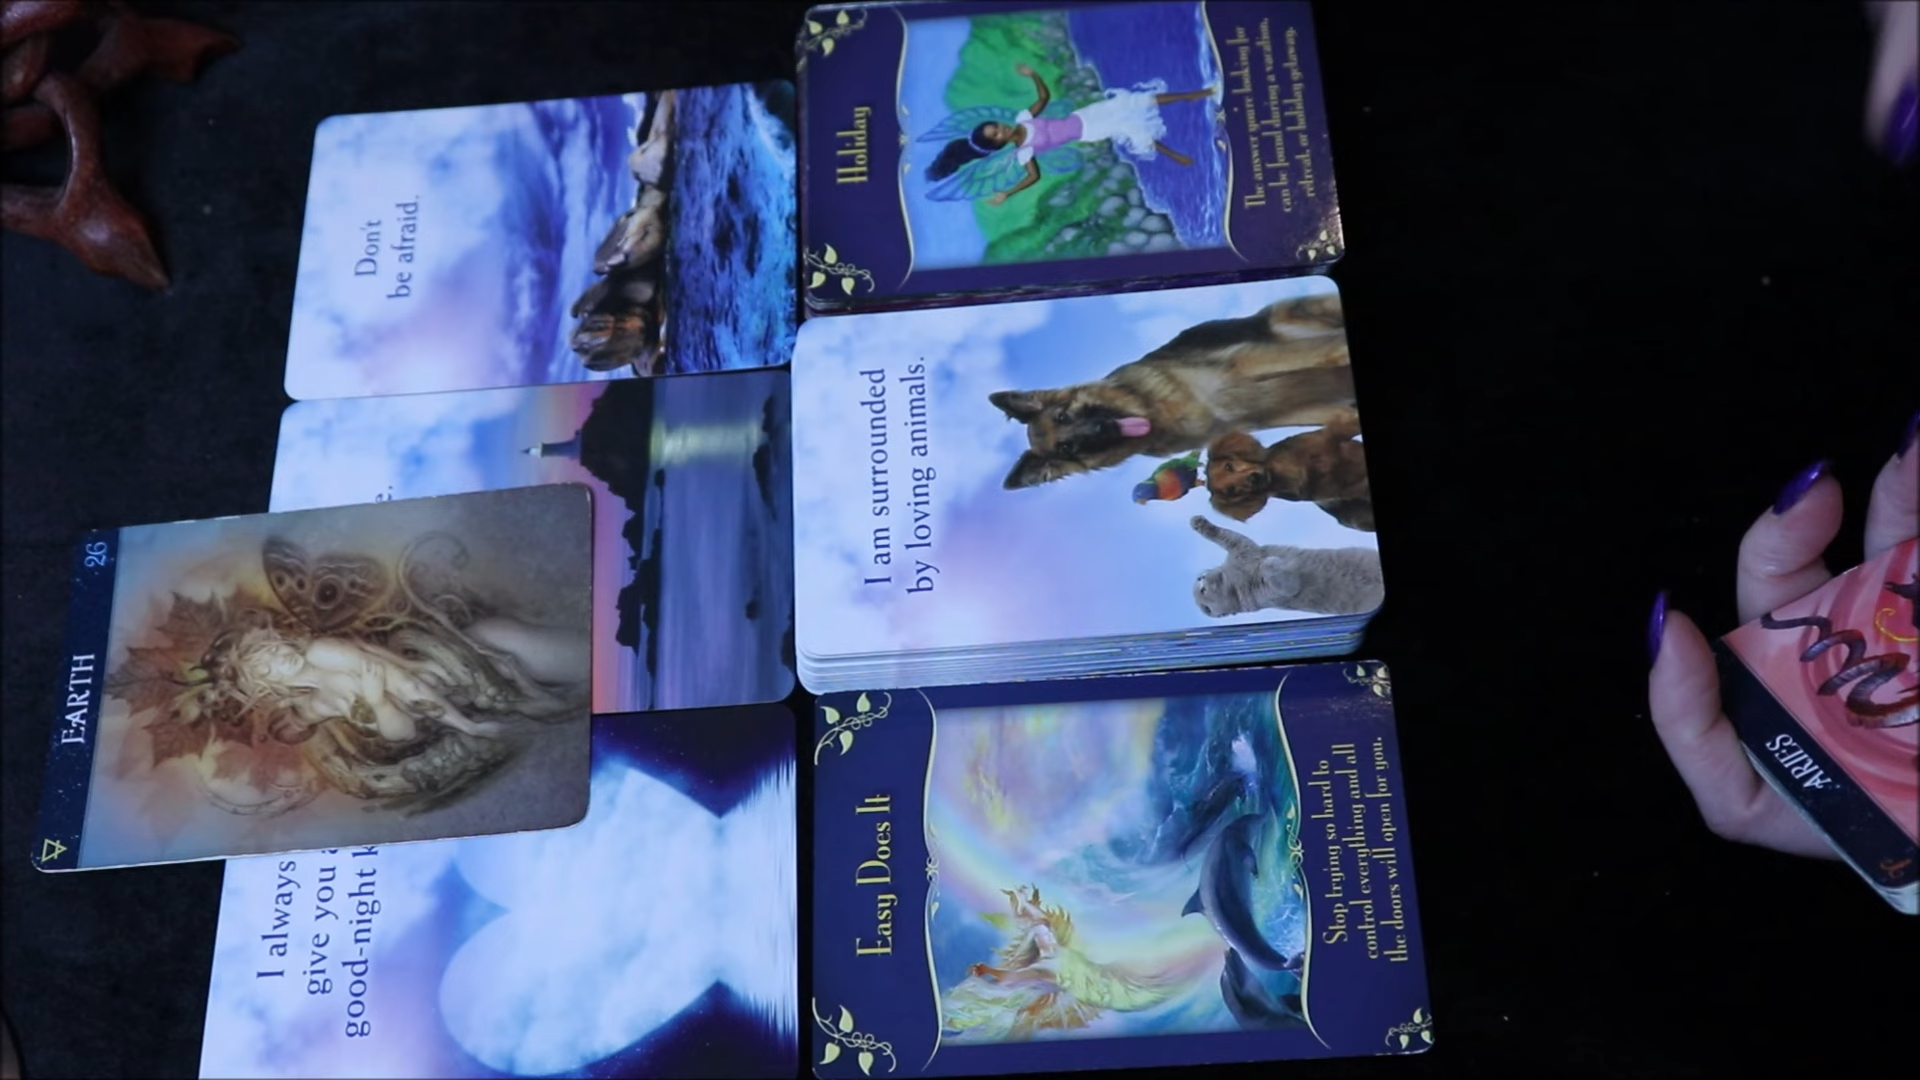 Don't
be afraid.
Holiday
The answer you're looking for
can be found during a vacation,
retreat, or holiday getaway.
e.
I am surrounded
by loving animals.
EARTH
26
I always
give you a
good-night k
Easy Does It
Stop trying so hard to
control everything and all
the doors will open for you.
ARIES